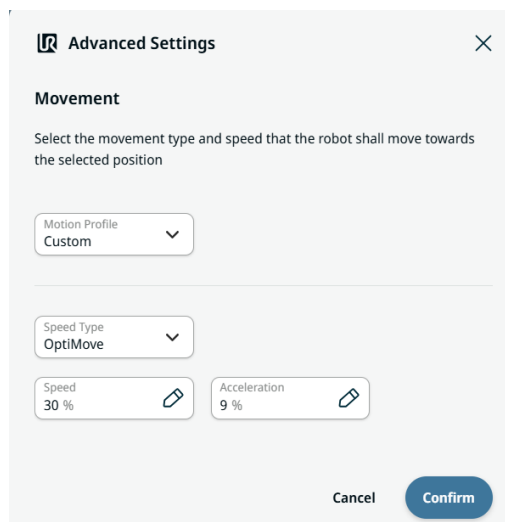 UR Advanced Settings
Movement
Select the movement type and speed that the robot shall move towards
the selected position
Motion Profile
Custom
Speed Type
OptiMove
Speed
30 %
Acceleration
9 %
Cancel
Confirm